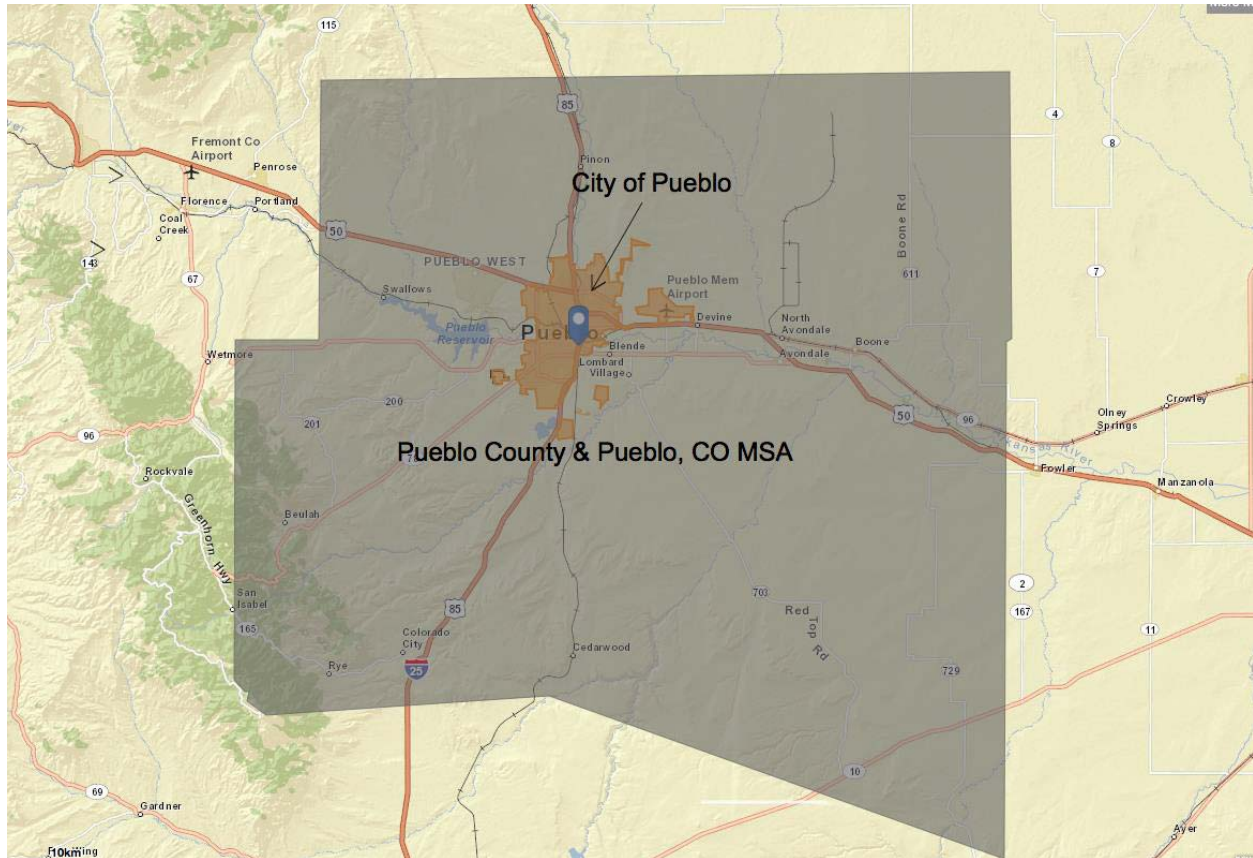 115
4
8
85
Fremont Co
Airport
Penrose
Pinon
City of Pueblo
Florence
Portland
Coal
Creek
50
Boone Rd
143
67
PUEBLO WEST
611
7
Swallows
Pueblo Mem
Airport
Pueblo
Reservoir
Pueblo
Devine
North
Avondale
Avondale
Boone
Wetmore
Blende
Lombard
Village
200
201
96
50
96
Olney
Springs
Crowley
Arkansas River
Pueblo County & Pueblo, CO MSA
Rockvale
Fowler
Manzanola
Greenhorn Hwy
Beulah
San
Isabel
165
85
703
Red Top Rd
2
167
11
Colorado
City
Rye
25
Cedarwood
729
10
69
Gardner
Ayer
10km